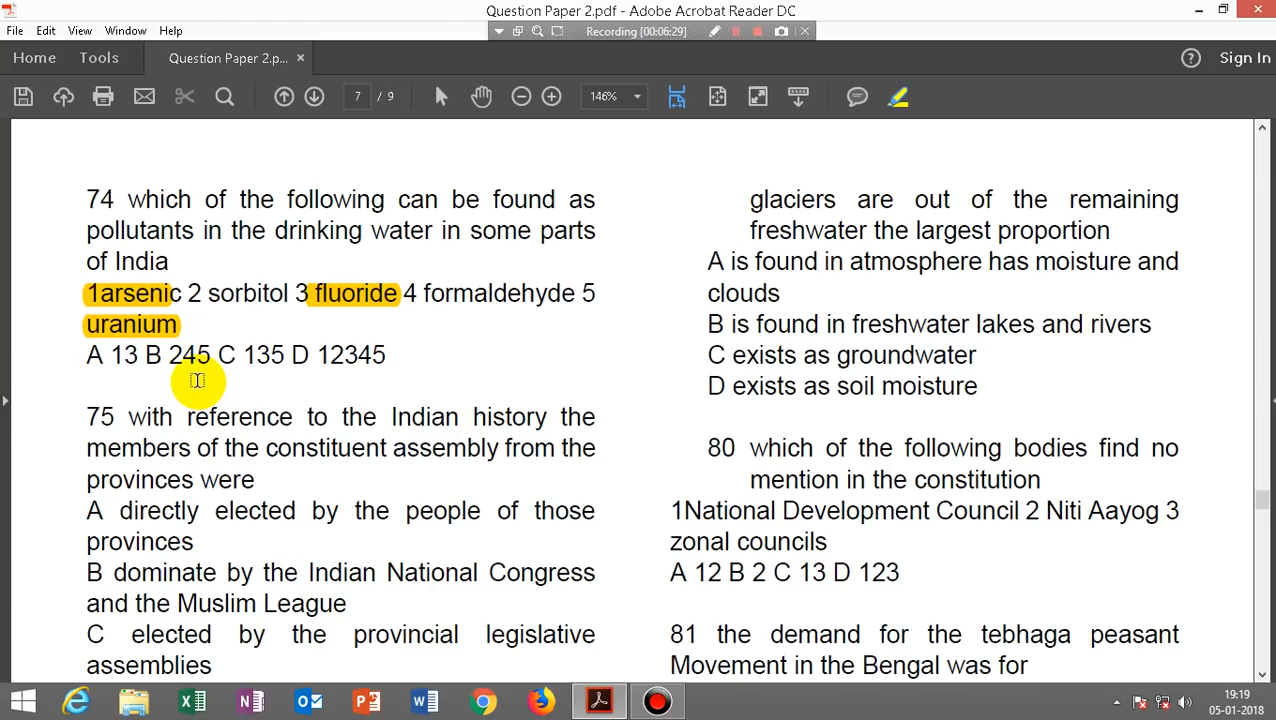 Question Paper 2.pdf - Adobe Acrobat Reader DC
File Edit View Window Help
Recording [00:06:29]
Home Tools Question Paper 2.p... × Sign In
7 / 9 146%
74 which of the following can be found as
pollutants in the drinking water in some parts
of India
1arsenic 2 sorbitol 3 fluoride 4 formaldehyde 5
uranium
A 13 B 245 C 135 D 12345
75 with reference to the Indian history the
members of the constituent assembly from the
provinces were
A directly elected by the people of those
provinces
B dominate by the Indian National Congress
and the Muslim League
C elected by the provincial legislative
assemblies
glaciers are out of the remaining
freshwater the largest proportion
A is found in atmosphere has moisture and
clouds
B is found in freshwater lakes and rivers
C exists as groundwater
D exists as soil moisture
80 which of the following bodies find no
mention in the constitution
1National Development Council 2 Niti Aayog 3
zonal councils
A 12 B 2 C 13 D 123
81 the demand for the tebhaga peasant
Movement in the Bengal was for
19:19
05-01-2018